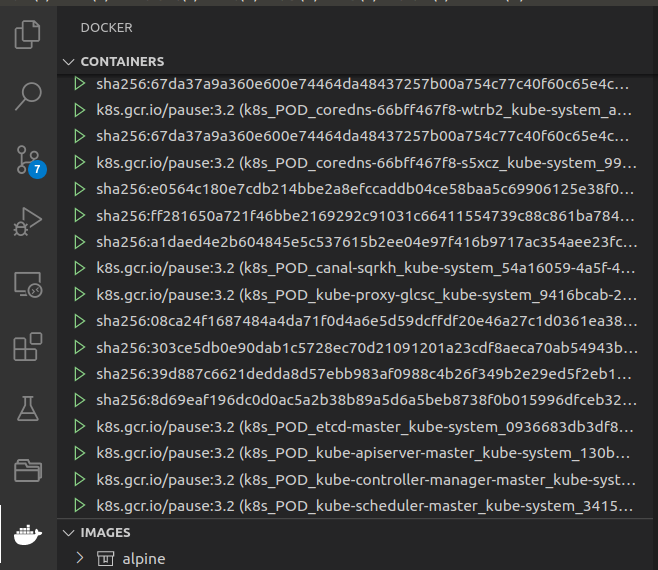 DOCKER
CONTAINERS
sha256:67da37a9a360e600e74464da48437257b00a754c77c40f60c65e4c...
k8s.gcr.io/pause:3.2 (k8s_POD_coredns-66bff467f8-wtrb2_kube-system_a...
sha256:67da37a9a360e600e74464da48437257b00a754c77c40f60c65e4c...
k8s.gcr.io/pause:3.2 (k8s_POD_coredns-66bff467f8-s5xcz_kube-system_99...
7
sha256:e0564c180e7cdb214bbe2a8efccaddb04ce58baa5c69906125e38f0...
sha256:ff281650a721f46bbe2169292c91031c66411554739c88c861ba784...
sha256:a1daed4e2b604845e5c537615b2ee04e97f416b9717ac354aee23fc...
k8s.gcr.io/pause:3.2 (k8s_POD_canal-sqrkh_kube-system_54a16059-4a5f-4...
k8s.gcr.io/pause:3.2 (k8s_POD_kube-proxy-glcsc_kube-system_9416bcab-2...
sha256:08ca24f1687484a4da71f0d4a6e5d59dcffdf20e46a27c1d0361ea38...
sha256:303ce5db0e90dab1c5728ec70d21091201a23cdf8aeca70ab54943b...
sha256:39d887c6621dedda8d57ebb983af0988c4b26f349b2e29ed5f2eb1...
sha256:8d69eaf196dc0d0ac5a2b38b89a5d6a5beb8738f0b015996dfceb32...
k8s.gcr.io/pause:3.2 (k8s_POD_etcd-master_kube-system_0936683db3df8...
k8s.gcr.io/pause:3.2 (k8s_POD_kube-apiserver-master_kube-system_130b...
k8s.gcr.io/pause:3.2 (k8s_POD_kube-controller-manager-master_kube-syst...
k8s.gcr.io/pause:3.2 (k8s_POD_kube-scheduler-master_kube-system_3415...
IMAGES
alpine